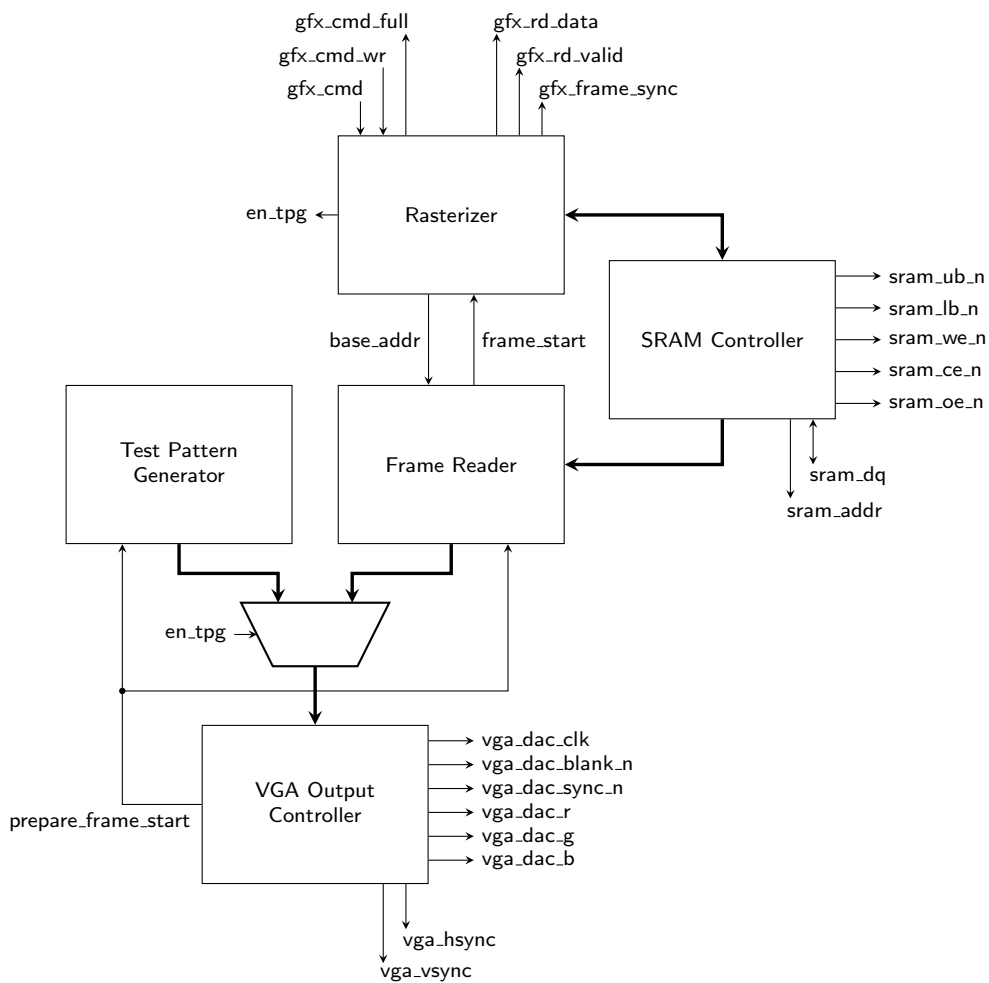 gfx_cmd_full
gfx_rd_data
gfx_cmd_wr
gfx_rd_valid
gfx_cmd
gfx_frame_sync
en_tpg
Rasterizer
sram_ub_n
sram_lb_n
base_addr
frame_start
SRAM Controller
sram_we_n
sram_ce_n
sram_oe_n
Test Pattern
Generator
Frame Reader
sram_dq
sram_addr
en_tpg
vga_dac_clk
vga_dac_blank_n
VGA Output
Controller
vga_dac_sync_n
vga_dac_r
prepare_frame_start
vga_dac_g
vga_dac_b
vga_hsync
vga_vsync